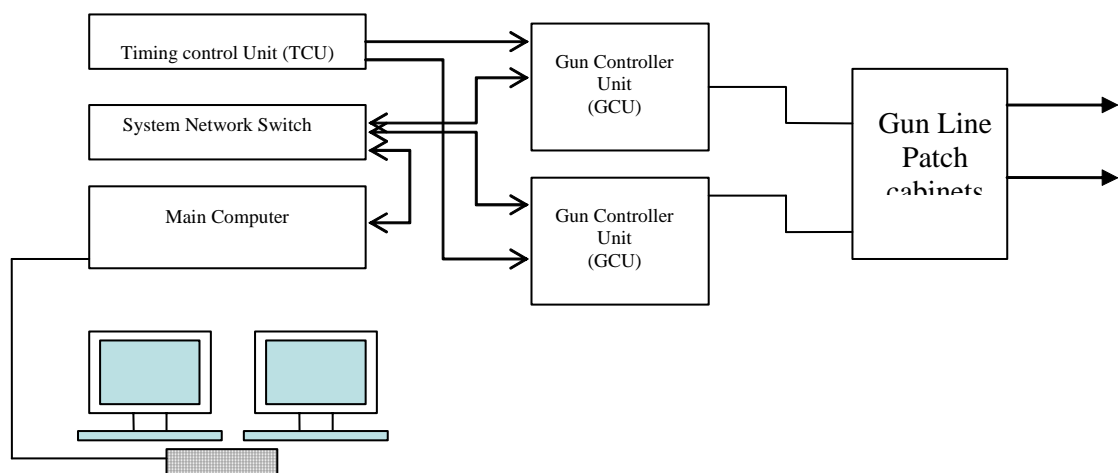 Timing control Unit (TCU)
System Network Switch
Main Computer
Gun Controller
Unit
(GCU)
Gun Controller
Unit
(GCU)
Gun Line
Patch
cabinets